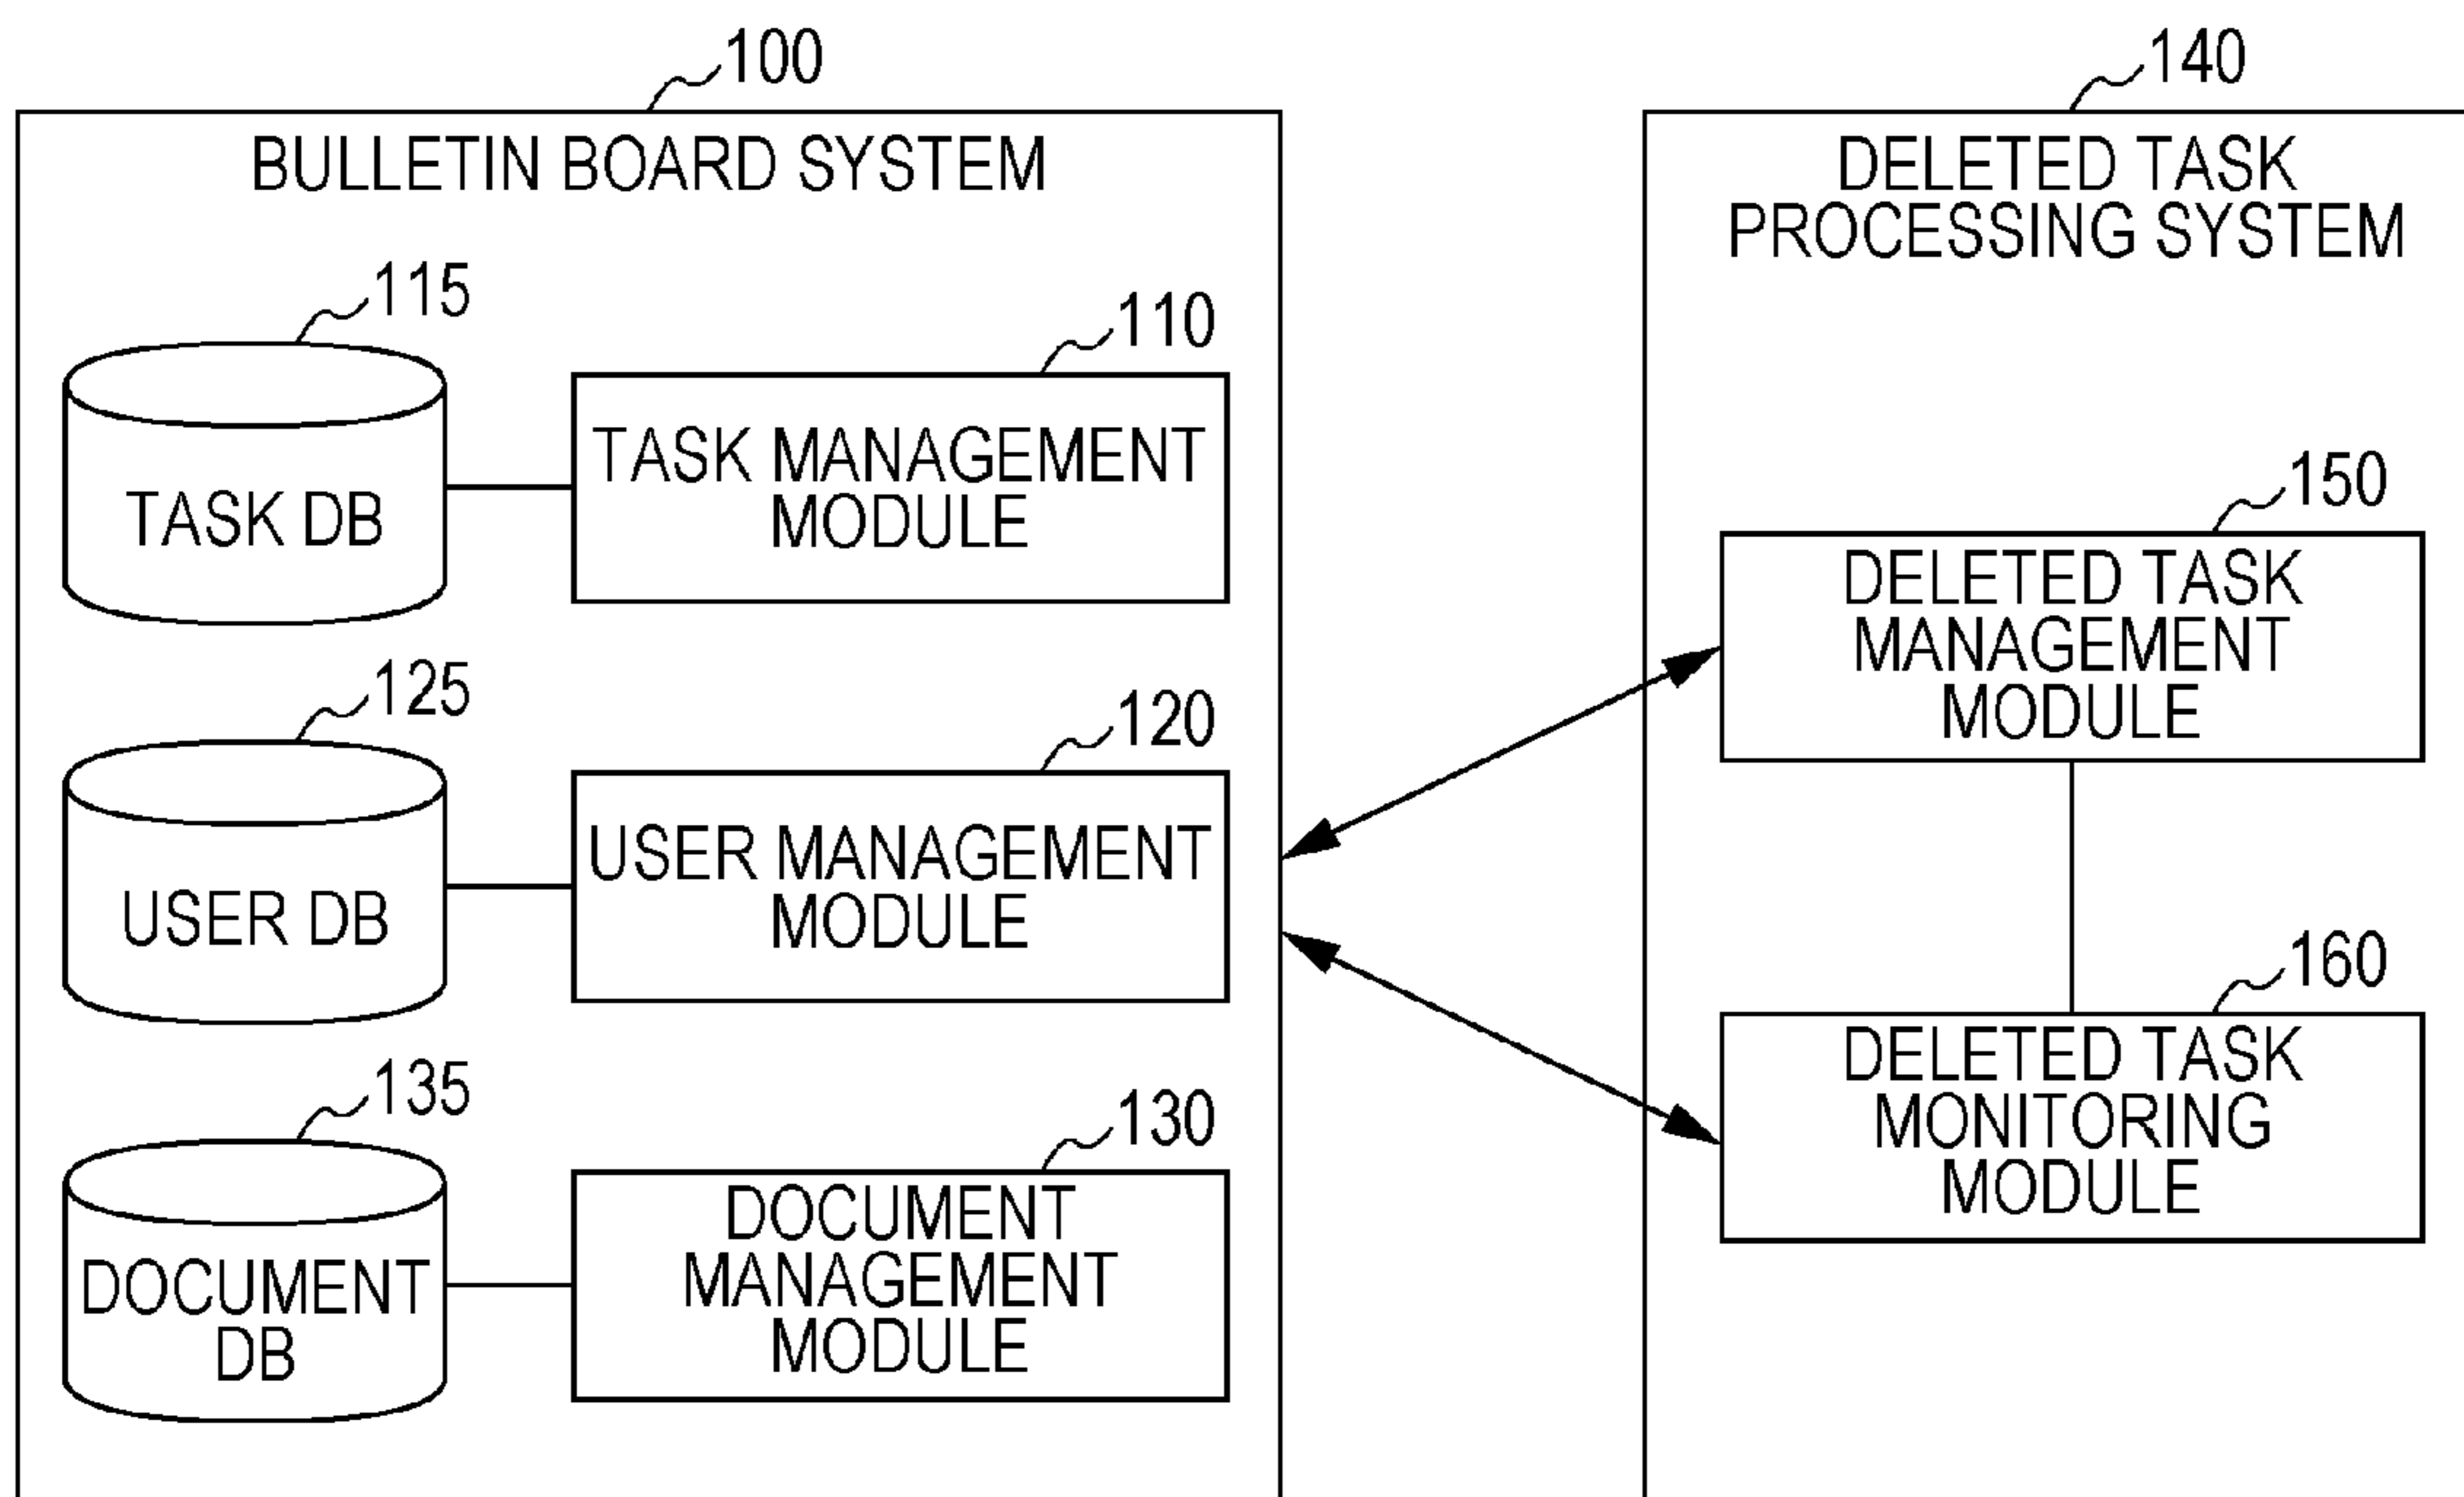 100
BULLETIN BOARD SYSTEM
115
TASK DB
110
TASK MANAGEMENT
MODULE
125
USER DB
120
USER MANAGEMENT
MODULE
135
DOCUMENT
DB
130
DOCUMENT
MANAGEMENT
MODULE
140
DELETED TASK
PROCESSING SYSTEM
150
DELETED TASK
MANAGEMENT
MODULE
160
DELETED TASK
MONITORING
MODULE